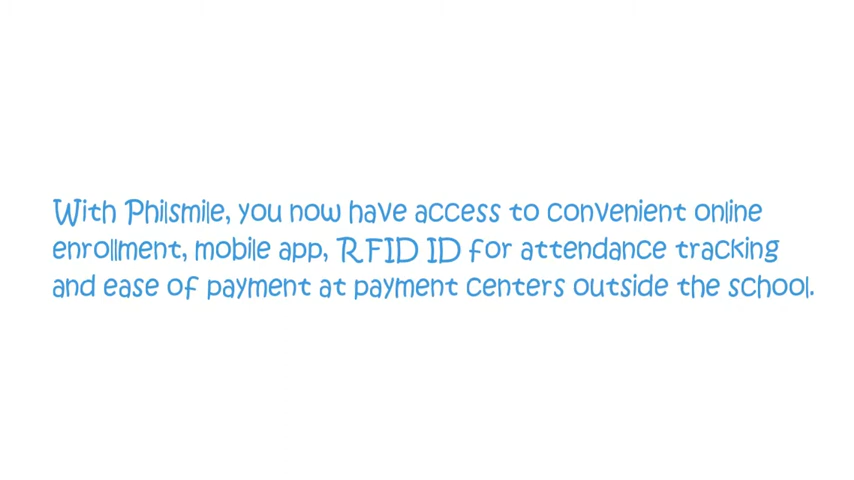 With Philsmile, you now have access to convenient online
enrollment, mobile app, RFID ID for attendance tracking
and ease of payment at payment centers outside the school.